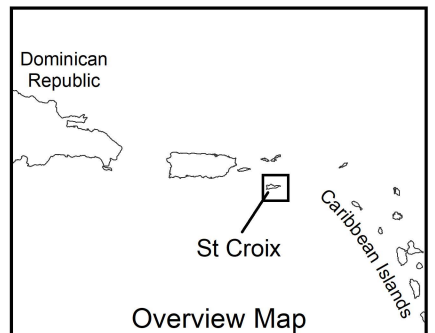 Dominican
Republic
St Croix
Caribbean Islands
Overview Map